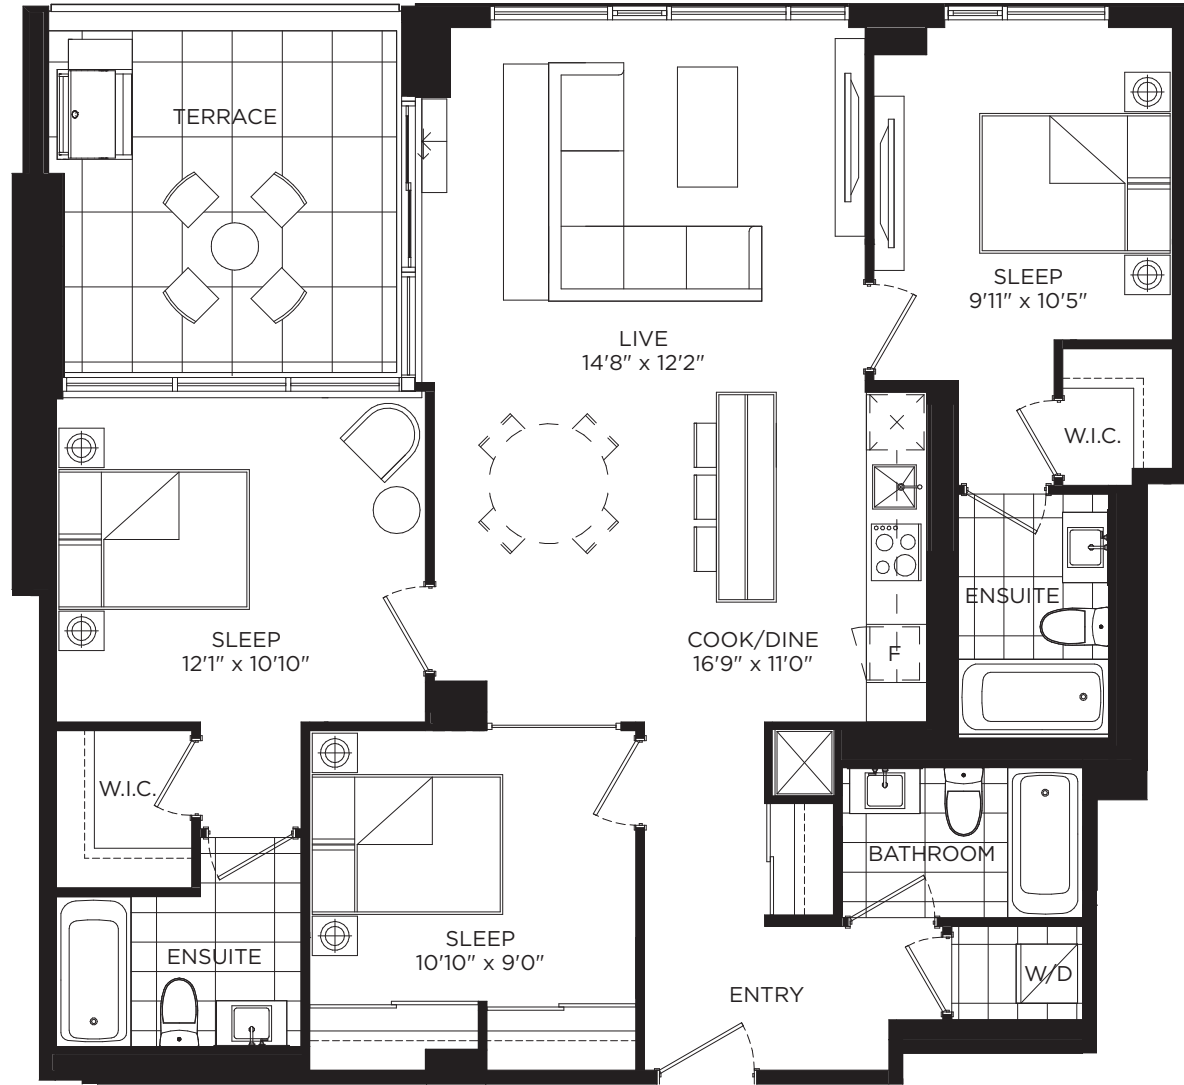 TERRACE
SLEEP
9'11" x 10'5"
LIVE
14'8" x 12'2"
W.I.C.
ENSUITE
SLEEP
12'1" x 10'10"
COOK/DINE
16'9" x 11'0"
F
W.I.C.
BATHROOM
SLEEP
10'10" x 9'0"
ENSUITE
W/D
ENTRY